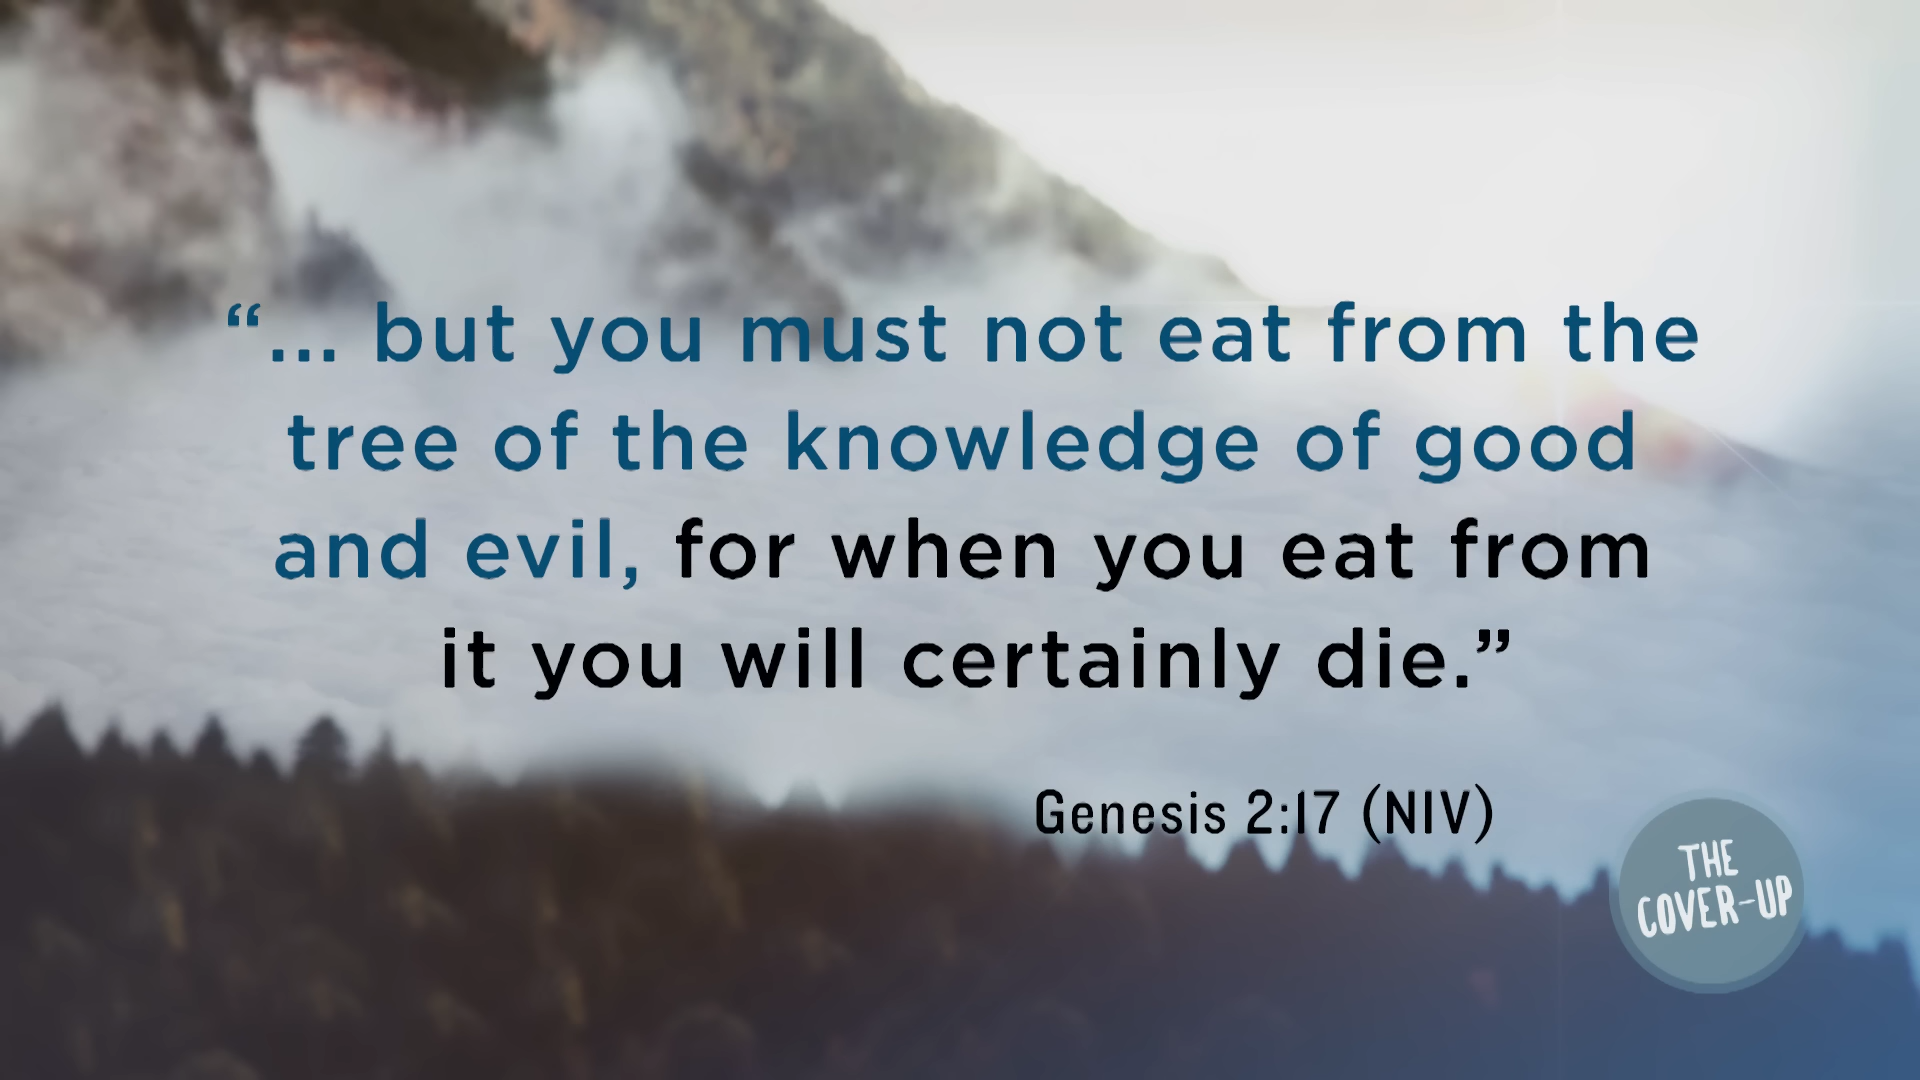 “... but you must not eat from the
tree of the knowledge of good
and evil, for when you eat from
it you will certainly die.”
Genesis 2:17 (NIV)
THE
COVER-UP